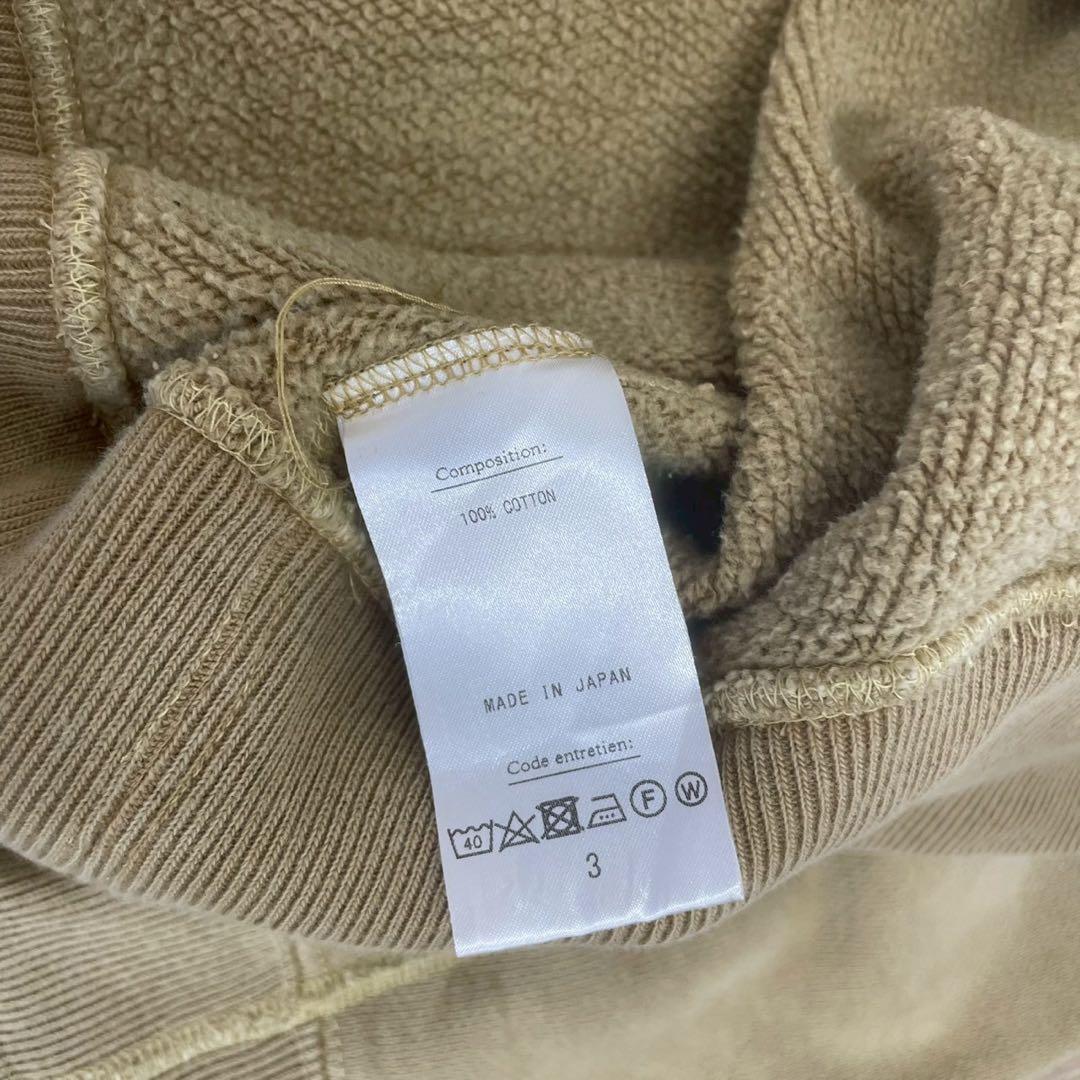 Composition:
100% COTTON
MADE IN JAPAN
Code entretien:
40 F W
3